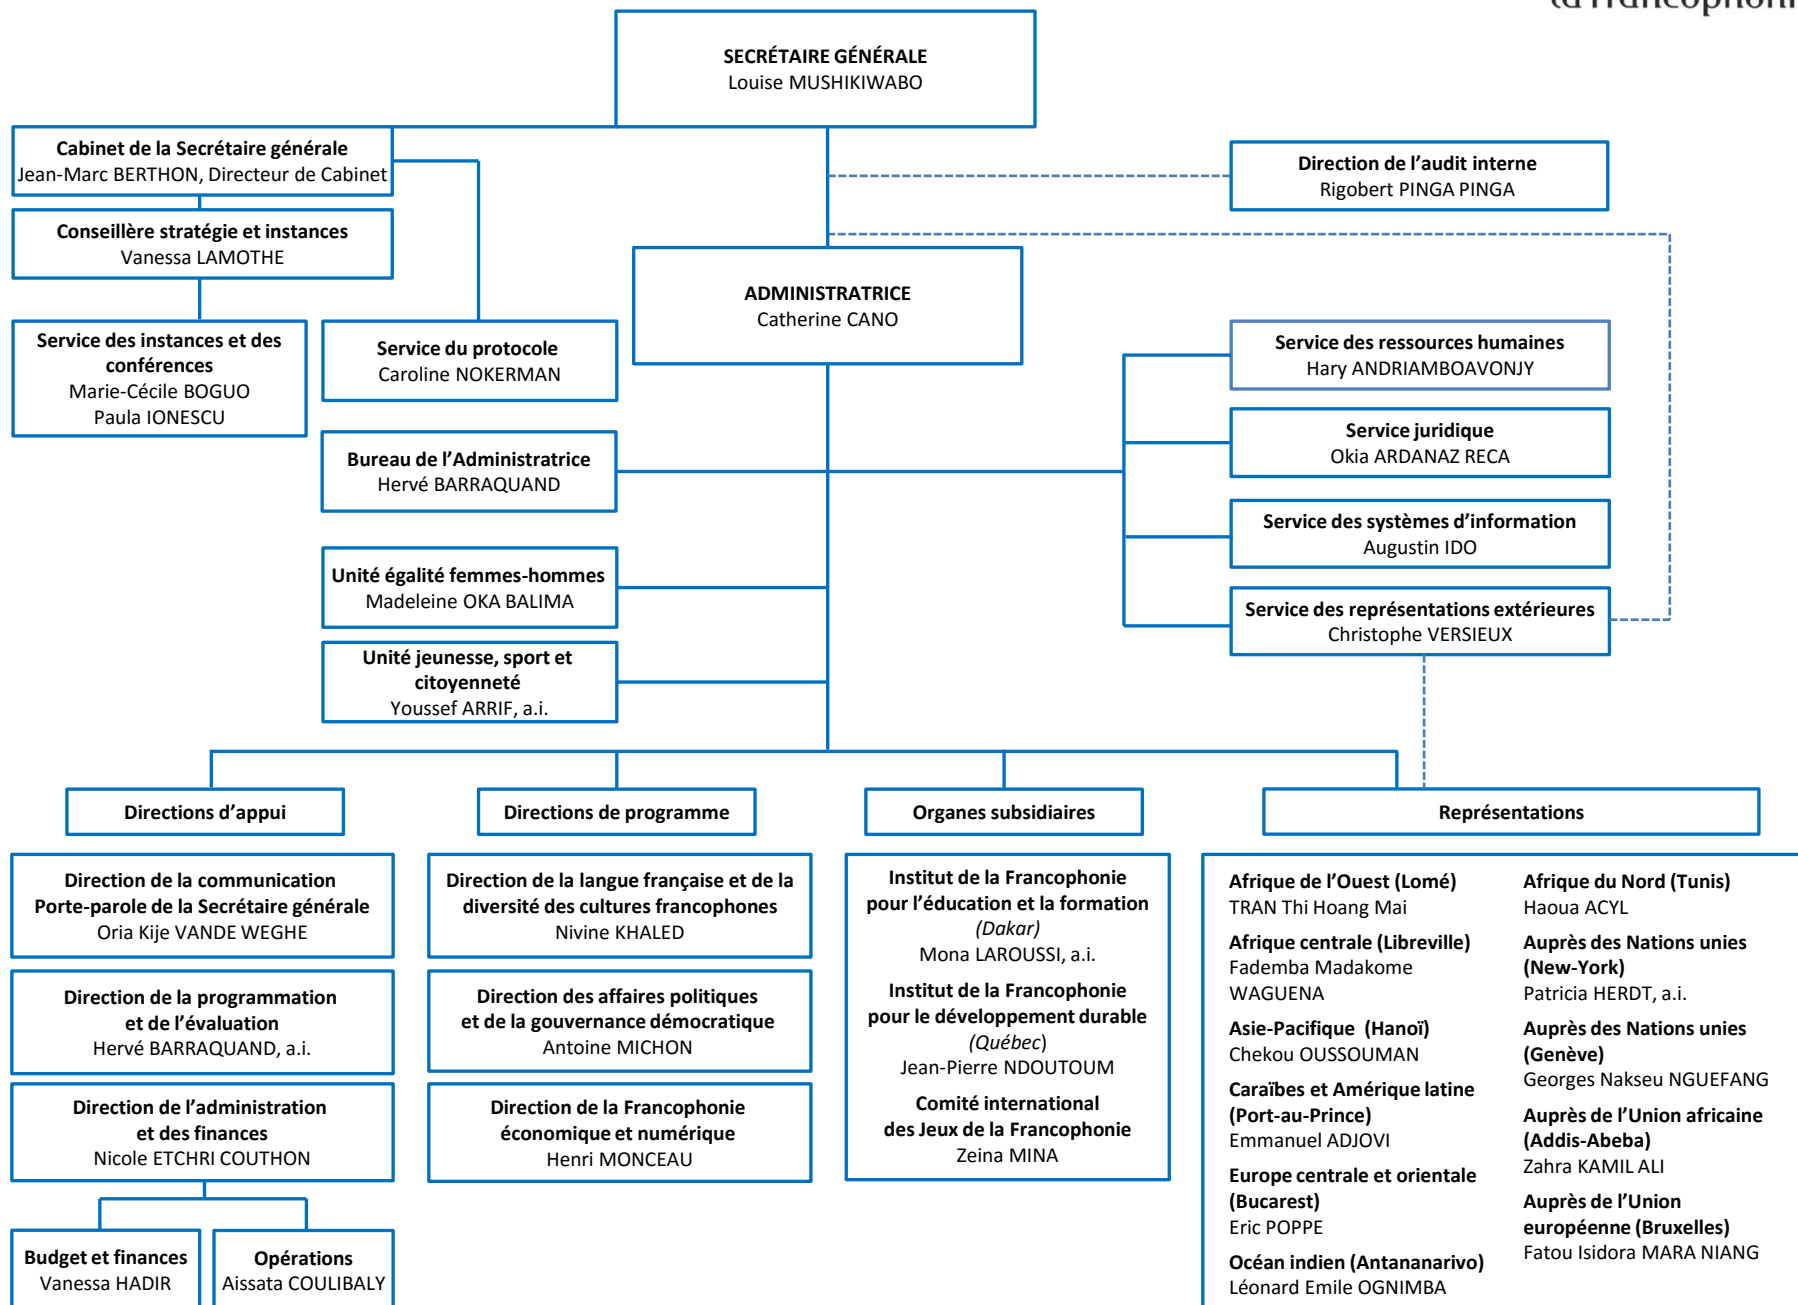 la Francophonie
SECRÉTAIRE GÉNÉRALE
Louise MUSHIKIWABO
Cabinet de la Secrétaire générale
Jean-Marc BERTHON, Directeur de Cabinet
Direction de l’audit interne
Rigobert PINGA PINGA
Conseillère stratégie et instances
Vanessa LAMOTHE
ADMINISTRATRICE
Catherine CANO
Service des instances et des
conférences
Marie-Cécile BOGUO
Paula IONESCU
Service du protocole
Caroline NOKERMAN
Service des ressources humaines
Hary ANDRIAMBOAVONJY
Bureau de l’Administratrice
Hervé BARRAQUAND
Service juridique
Okia ARDANAZ RECA
Service des systèmes d’information
Augustin IDO
Unité égalité femmes-hommes
Madeleine OKA BALIMA
Service des représentations extérieures
Christophe VERSIEUX
Unité jeunesse, sport et
citoyenneté
Youssef ARRIF, a.i.
Directions d’appui
Directions de programme
Organes subsidiaires
Représentations
Direction de la communication
Porte-parole de la Secrétaire générale
Oria Kije VANDE WEGHE
Direction de la programmation
et de l’évaluation
Hervé BARRAQUAND, a.i.
Direction de l’administration
et des finances
Nicole ETCHRI COUTHON
Budget et finances
Vanessa HADIR
Opérations
Aissata COULIBALY
Direction de la langue française et de la
diversité des cultures francophones
Nivine KHALED
Direction des affaires politiques
et de la gouvernance démocratique
Antoine MICHON
Direction de la Francophonie
économique et numérique
Henri MONCEAU
Institut de la Francophonie
pour l’éducation et la formation
(Dakar)
Mona LAROUSSI, a.i.
Institut de la Francophonie
pour le développement durable
(Québec)
Jean-Pierre NDOUTOUM
Comité international
des Jeux de la Francophonie
Zeina MINA
Afrique de l’Ouest (Lomé)
TRAN Thi Hoang Mai
Afrique centrale (Libreville)
Fademba Madakome
WAGUENA
Asie-Pacifique (Hanoï)
Chekou OUSSOUMAN
Caraïbes et Amérique latine
(Port-au-Prince)
Emmanuel ADJOVI
Europe centrale et orientale
(Bucarest)
Eric POPPE
Océan indien (Antananarivo)
Léonard Emile OGNIMBA
Afrique du Nord (Tunis)
Haoua ACYL
Auprès des Nations unies
(New-York)
Patricia HERDT, a.i.
Auprès des Nations unies
(Genève)
Georges Nakseu NGUEFANG
Auprès de l’Union africaine
(Addis-Abeba)
Zahra KAMIL ALI
Auprès de l’Union
européenne (Bruxelles)
Fatou Isidora MARA NIANG